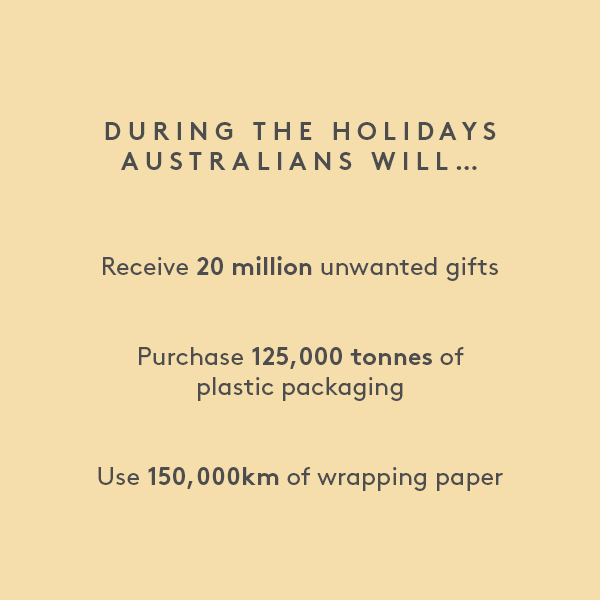 DURING THE HOLIDAYS
AUSTRALIANS WILL...
Receive 20 million unwanted gifts
Purchase 125,000 tonnes of
plastic packaging
Use 150,000km of wrapping paper